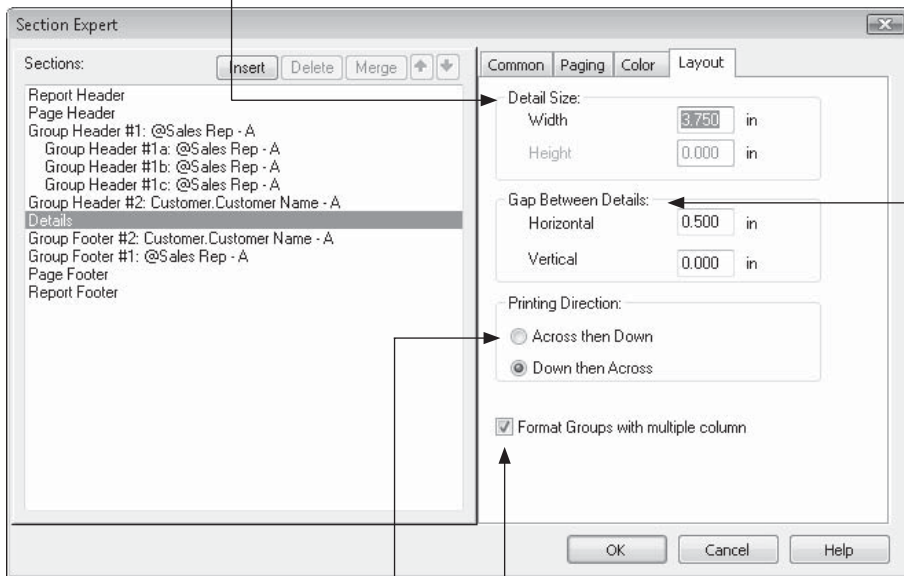 Section Expert
Sections:
Insert
Delete
Merge
Report Header
Page Header
Group Header #1: @Sales Rep - A
Group Header #1a: @Sales Rep - A
Group Header #1b: @Sales Rep - A
Group Header #1c: @Sales Rep - A
Group Header #2: Customer.Customer Name - A
Details
Group Footer #2: Customer.Customer Name - A
Group Footer #1: @Sales Rep - A
Page Footer
Report Footer
Common
Paging
Color
Layout
Detail Size:
Width 3.750 in
Height 0.000 in
Gap Between Details:
Horizontal 0.500 in
Vertical 0.000 in
Printing Direction:
Across then Down
Down then Across
Format Groups with multiple column
OK
Cancel
Help